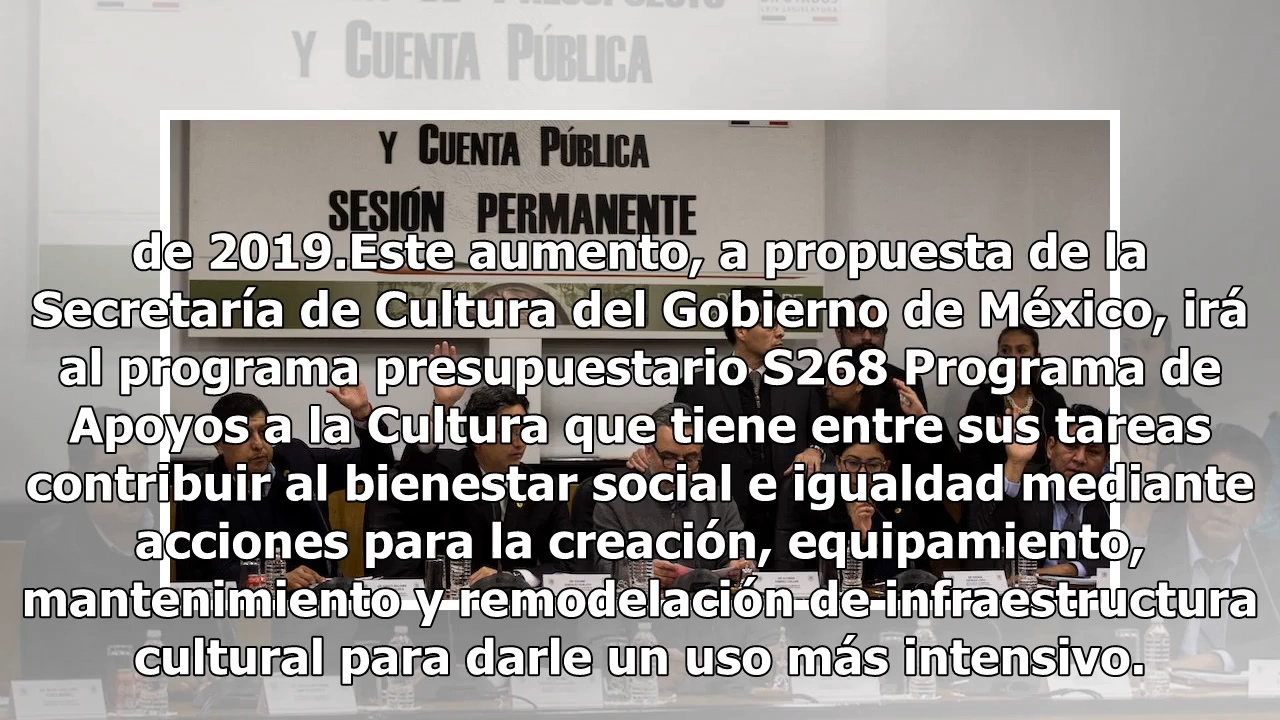 Y CUENTA PÚBLICA
Y CUENTA PÚBLICA
SESIÓN PERMANENTE
de 2019.Este aumento, a propuesta de la
Secretaría de Cultura del Gobierno de México, irá
al programa presupuestario S268 Programa de
Apoyos a la Cultura que tiene entre sus tareas
contribuir al bienestar social e igualdad mediante
acciones para la creación, equipamiento,
mantenimiento y remodelación de infraestructura
cultural para darle un uso más intensivo.